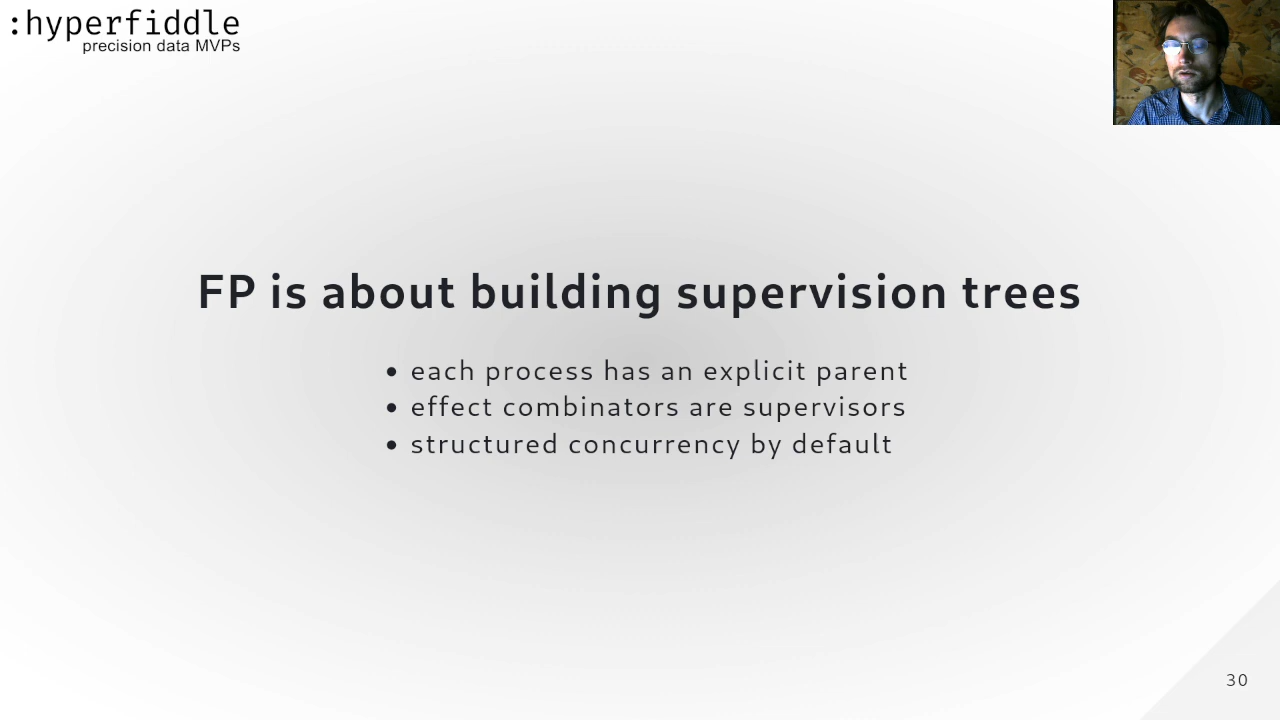 :hyperfiddle
precision data MVPs
FP is about building supervision trees
• each process has an explicit parent
• effect combinators are supervisors
• structured concurrency by default
30